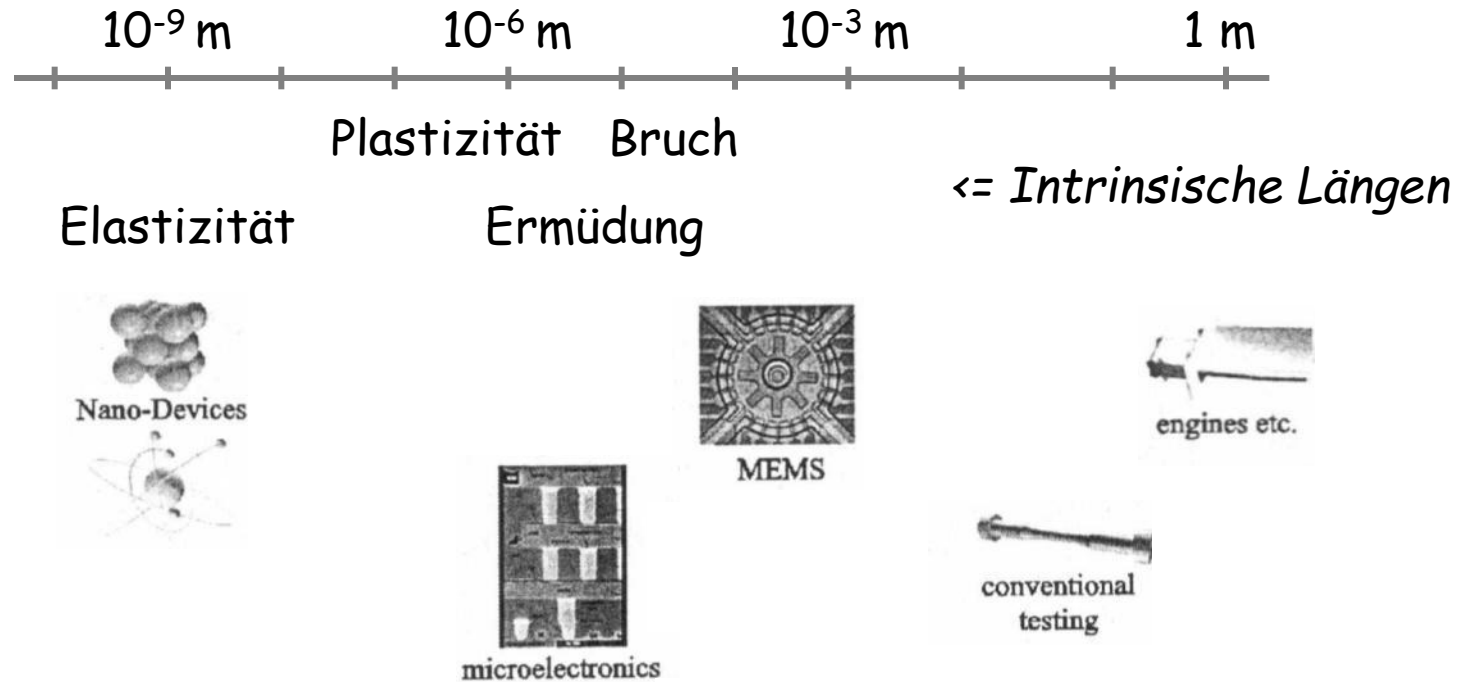 10⁻⁹ m 10⁻⁶ m 10⁻³ m 1 m
Plastizität Bruch
<= Intrinsische Längen
Elastizität Ermüdung
Nano-Devices
MEMS
engines etc.
conventional
testing
microelectronics